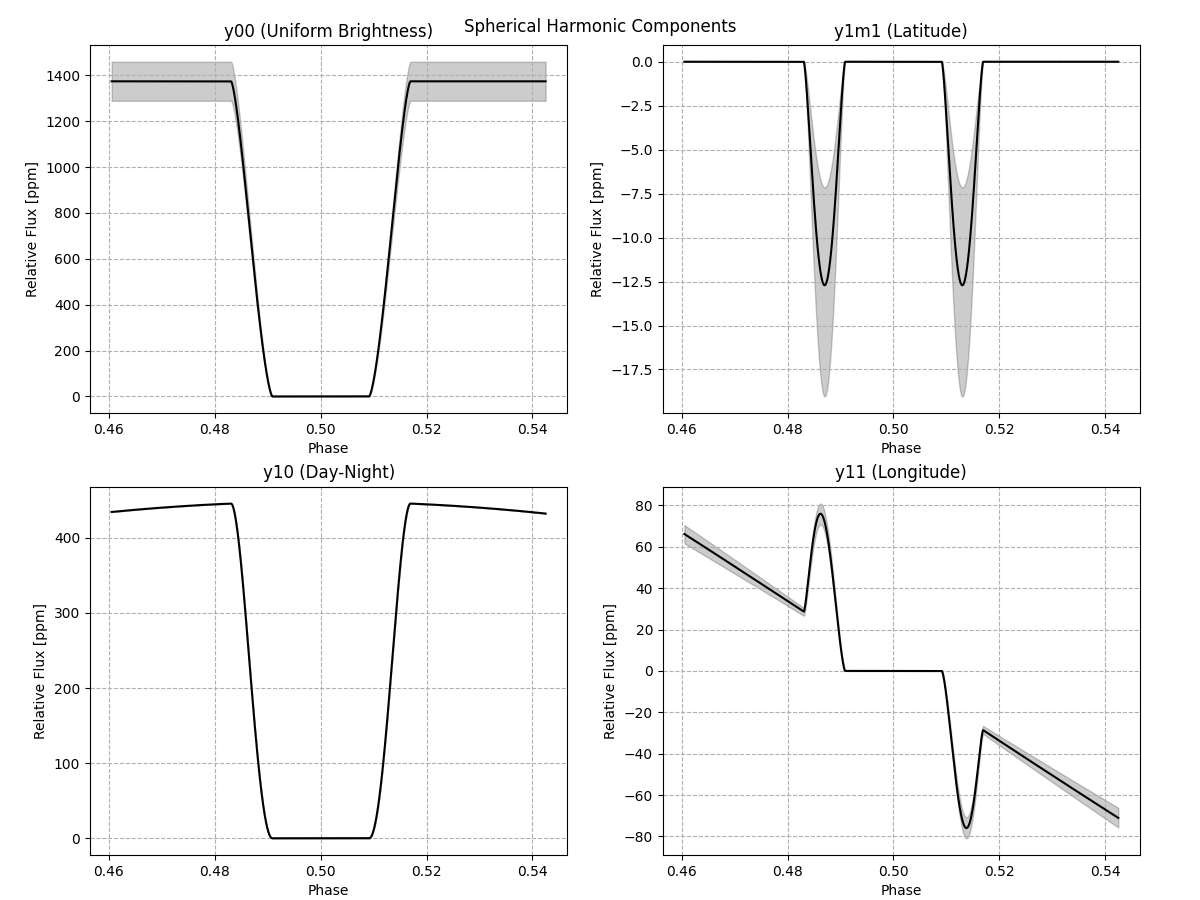 Spherical Harmonic Components
y00 (Uniform Brightness)
1400
1200
1000
800
600
400
200
0
0.46 0.48 0.50 0.52 0.54
Phase
Relative Flux [ppm]
y1m1 (Latitude)
0.0
−2.5
−5.0
−7.5
−10.0
−12.5
−15.0
−17.5
0.46 0.48 0.50 0.52 0.54
Phase
Relative Flux [ppm]
y10 (Day-Night)
400
300
200
100
0
0.46 0.48 0.50 0.52 0.54
Phase
Relative Flux [ppm]
y11 (Longitude)
80
60
40
20
0
−20
−40
−60
−80
0.46 0.48 0.50 0.52 0.54
Phase
Relative Flux [ppm]